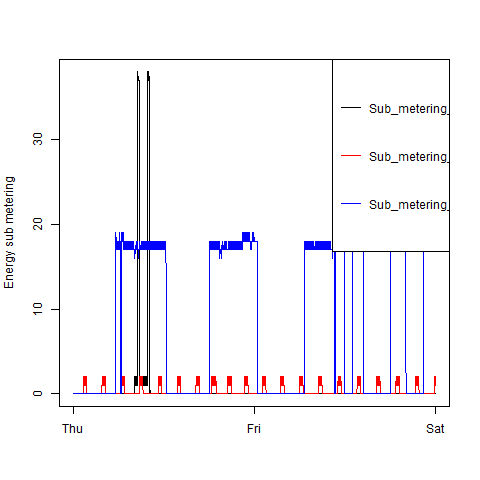 Energy sub metering
30
20
10
0
Thu
Fri
Sat
Sub_metering_
Sub_metering_
Sub_metering_